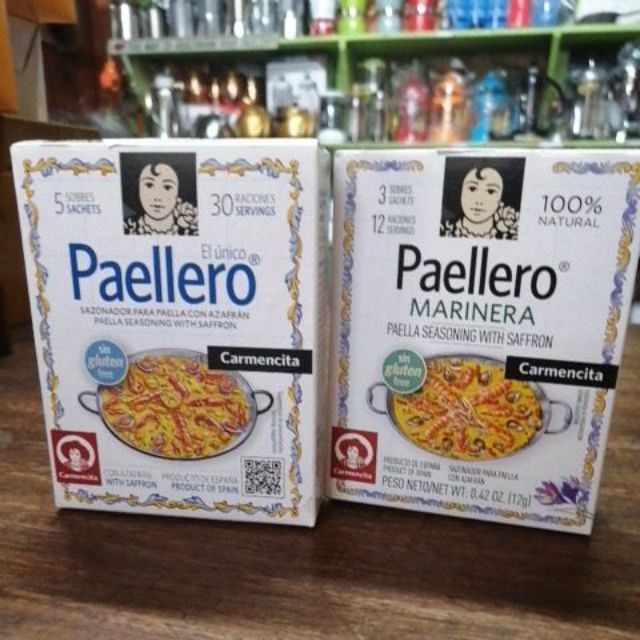 5 SOBRES
SACHETS
30 RACIONES
SERVINGS
El único
Paellero®
SAZONADOR PARA PAELLA CON AZAFRÁN
PAELLA SEASONING WITH SAFFRON
sin
gluten
free
Carmencita
Carmencita
CON AZAFRÁN
WITH SAFFRON
PRODUCTO DE ESPAÑA
PRODUCT OF SPAIN
3 SOBRES
SACHETS
12 RACIONES
SERVINGS
100%
NATURAL
Paellero®
MARINERA
PAELLA SEASONING WITH SAFFRON
sin
gluten
free
Carmencita
Carmencita
PRODUCTO DE ESPAÑA
PRODUCT OF SPAIN
SAZONADOR PARA PAELLA
CON AZAFRÁN
PESO NETO/NET WT. 0.42 OZ. (12g)